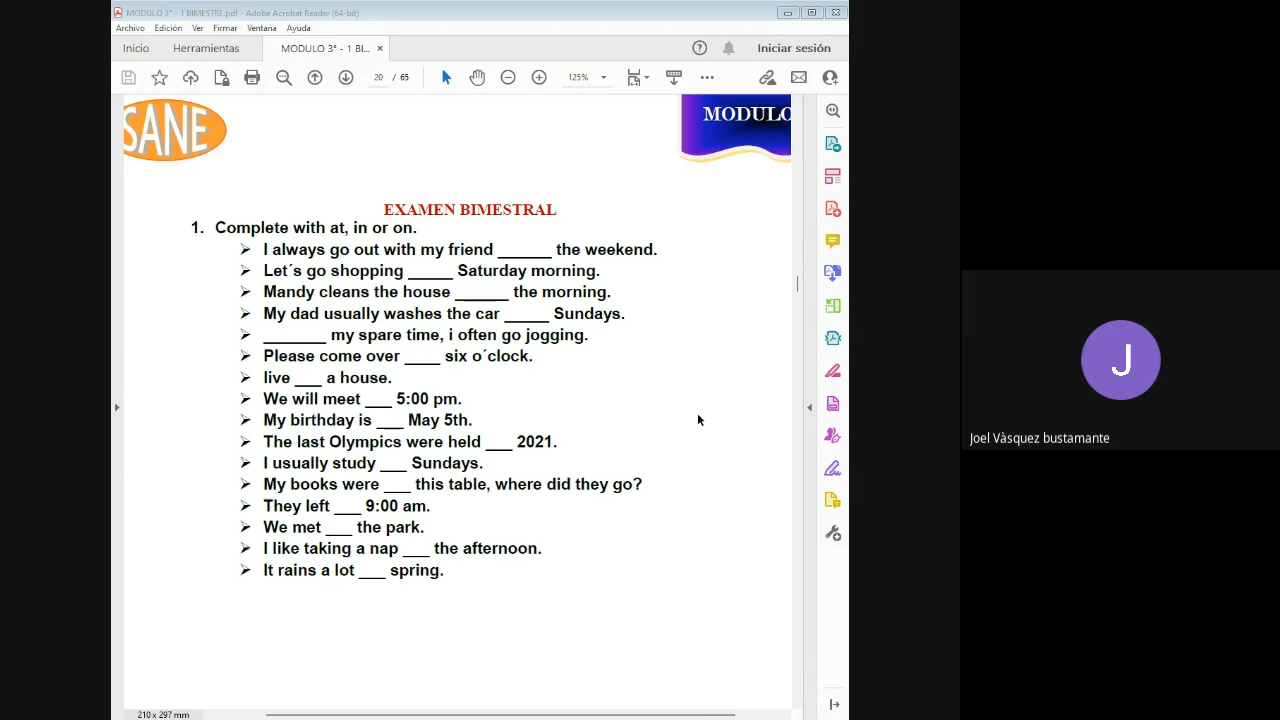 MODULO 3° - 1 BIMESTRE.pdf - Adobe Acrobat Reader (64-bit)
Archivo Edición Ver Firmar Ventana Ayuda
Inicio Herramientas MODULO 3° - 1 BI... × Iniciar sesión
20 / 65 125%
SANE
MODULO
EXAMEN BIMESTRAL
1. Complete with at, in or on.
➢ I always go out with my friend ______ the weekend.
➢ Let´s go shopping _____ Saturday morning.
➢ Mandy cleans the house ______ the morning.
➢ My dad usually washes the car _____ Sundays.
➢ _______ my spare time, i often go jogging.
➢ Please come over ____ six o´clock.
➢ live ___ a house.
➢ We will meet ___ 5:00 pm.
➢ My birthday is ___ May 5th.
➢ The last Olympics were held ___ 2021.
➢ I usually study ___ Sundays.
➢ My books were ___ this table, where did they go?
➢ They left ___ 9:00 am.
➢ We met ___ the park.
➢ I like taking a nap ___ the afternoon.
➢ It rains a lot ___ spring.
210 x 297 mm
J
Joel Vàsquez bustamante